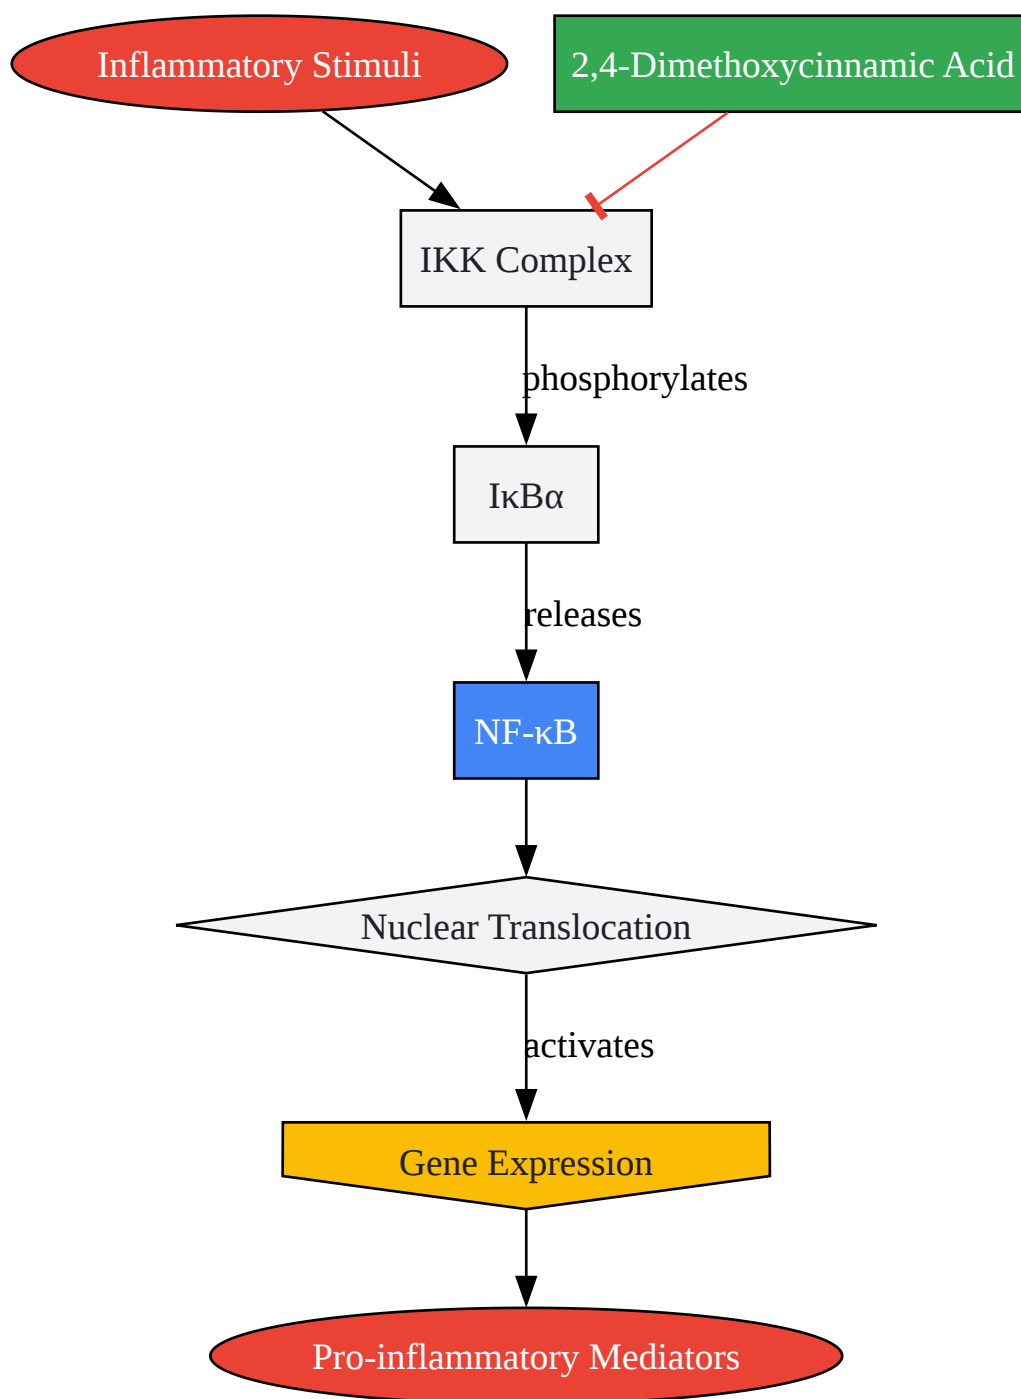 Inflammatory Stimuli
2,4-Dimethoxycinnamic Acid
IKK Complex
phosphorylates
IκBα
releases
NF-κB
Nuclear Translocation
activates
Gene Expression
Pro-inflammatory Mediators